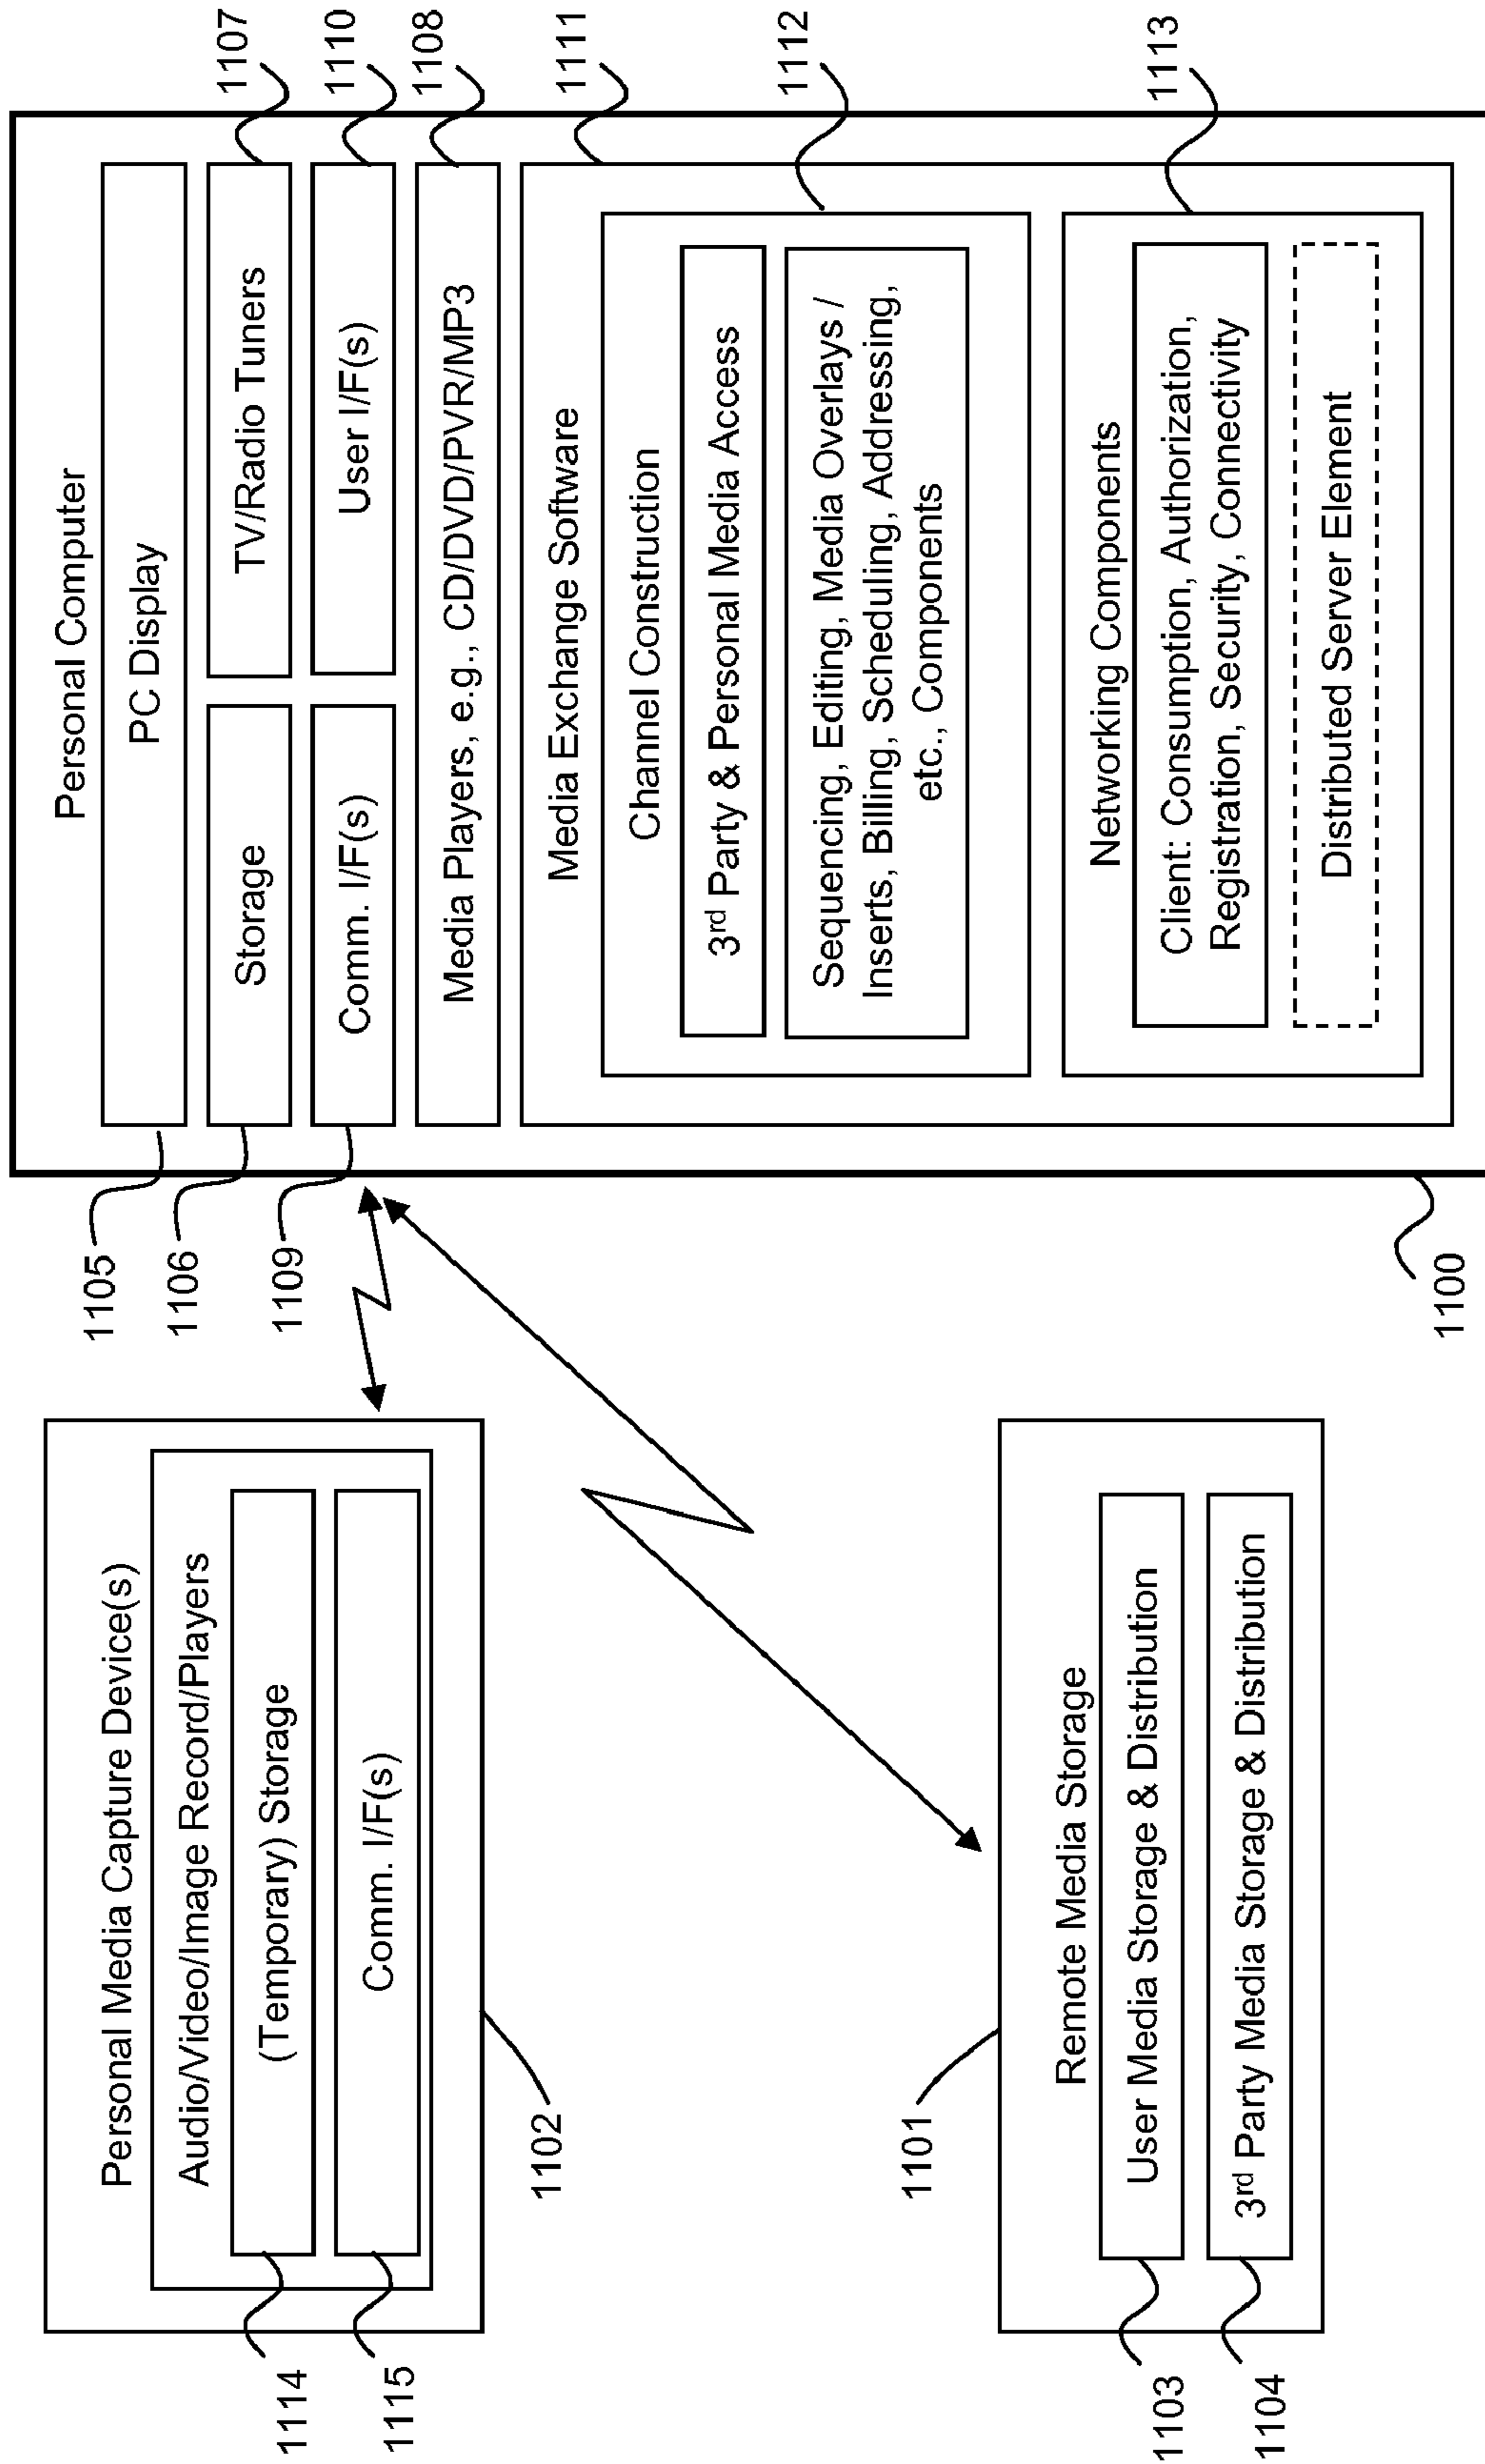 Personal Media Capture Device(s)
Audio/Video/Image Record/Players
(Temporary) Storage
Comm. I/F(s)
1114
1115
1102
Remote Media Storage
User Media Storage & Distribution
3rd Party Media Storage & Distribution
1101
1103
1104
Personal Computer
PC Display
Storage
TV/Radio Tuners
Comm. I/F(s)
User I/F(s)
Media Players, e.g., CD/DVD/PVR/MP3
Media Exchange Software
Channel Construction
3rd Party & Personal Media Access
Sequencing, Editing, Media Overlays /
Inserts, Billing, Scheduling, Addressing,
etc., Components
Networking Components
Client: Consumption, Authorization,
Registration, Security, Connectivity
Distributed Server Element
1105
1106
1109
1100
1107
1110
1108
1111
1112
1113